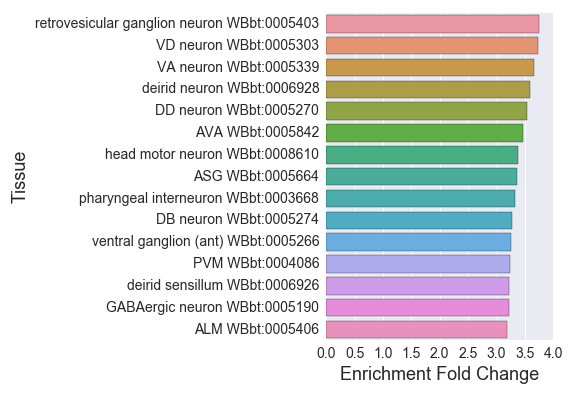 retrovesicular ganglion neuron WBbt:0005403
VD neuron WBbt:0005303
VA neuron WBbt:0005339
deirid neuron WBbt:0006928
DD neuron WBbt:0005270
AVA WBbt:0005842
head motor neuron WBbt:0008610
ASG WBbt:0005664
pharyngeal interneuron WBbt:0003668
DB neuron WBbt:0005274
ventral ganglion (ant) WBbt:0005266
PVM WBbt:0004086
deirid sensillum WBbt:0006926
GABAergic neuron WBbt:0005190
ALM WBbt:0005406
Tissue
0.0 0.5 1.0 1.5 2.0 2.5 3.0 3.5 4.0
Enrichment Fold Change